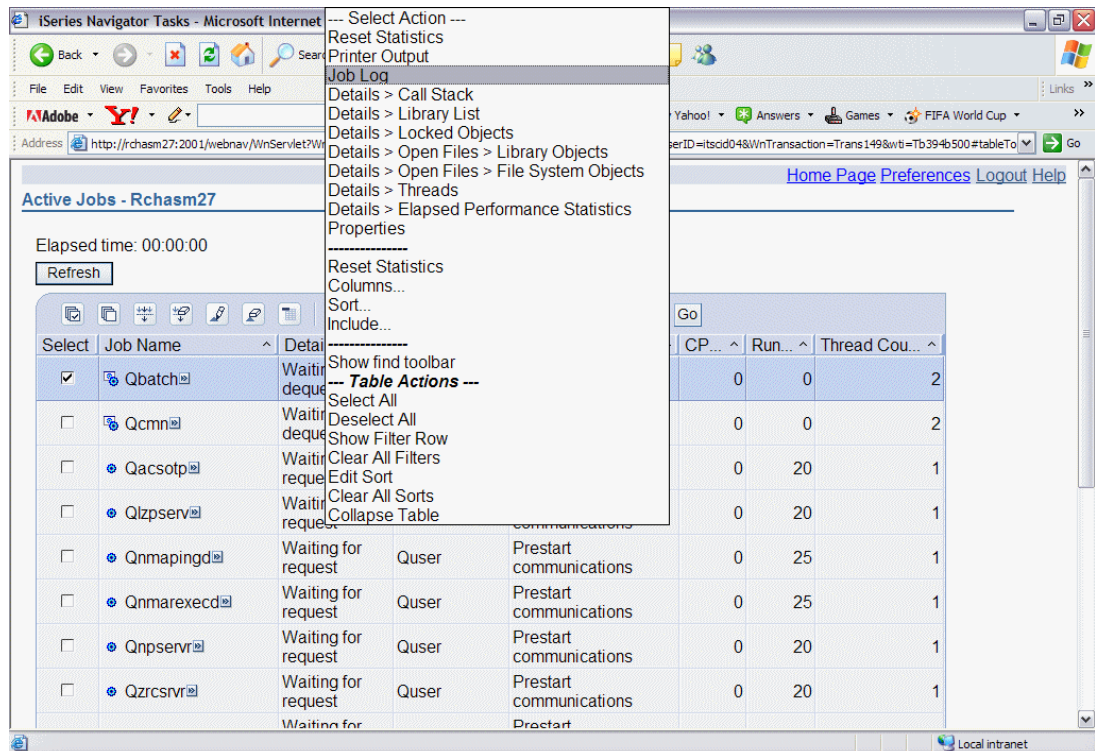 iSeries Navigator Tasks - Microsoft Internet
--- Select Action ---
Reset Statistics
Printer Output
Job Log
Details > Call Stack
Details > Library List
Details > Locked Objects
Details > Open Files > Library Objects
Details > Open Files > File System Objects
Details > Threads
Details > Elapsed Performance Statistics
Properties
---------------
Reset Statistics
Columns...
Sort...
Include...
---------------
Show find toolbar
--- Table Actions ---
Select All
Deselect All
Show Filter Row
Clear All Filters
Edit Sort
Clear All Sorts
Collapse Table
Back
File Edit View Favorites Tools Help
Links »
Adobe Y! Yahoo! Answers Games FIFA World Cup »
Address http://rchasm27:2001/webnav/WnServlet?Wn
serID=itscid04&WnTransaction=Trans149&wti=Tb394b500#tableTo Go
Home Page Preferences Logout Help
Active Jobs - Rchasm27
Elapsed time: 00:00:00
Refresh
Go
Select Job Name Detai CP... Run... Thread Cou...
Qbatch 0 0 2
Qcmn 0 0 2
Qacsotp 0 20 1
Qlzpserv communications 0 20 1
Qnmapingd Waiting for request Quser Prestart communications 0 25 1
Qnmarexecd Waiting for request Quser Prestart communications 0 25 1
Qnpservr Waiting for request Quser Prestart communications 0 20 1
Qzrcsrvr Waiting for request Quser Prestart communications 0 20 1
Waiting for Prestart
Local intranet